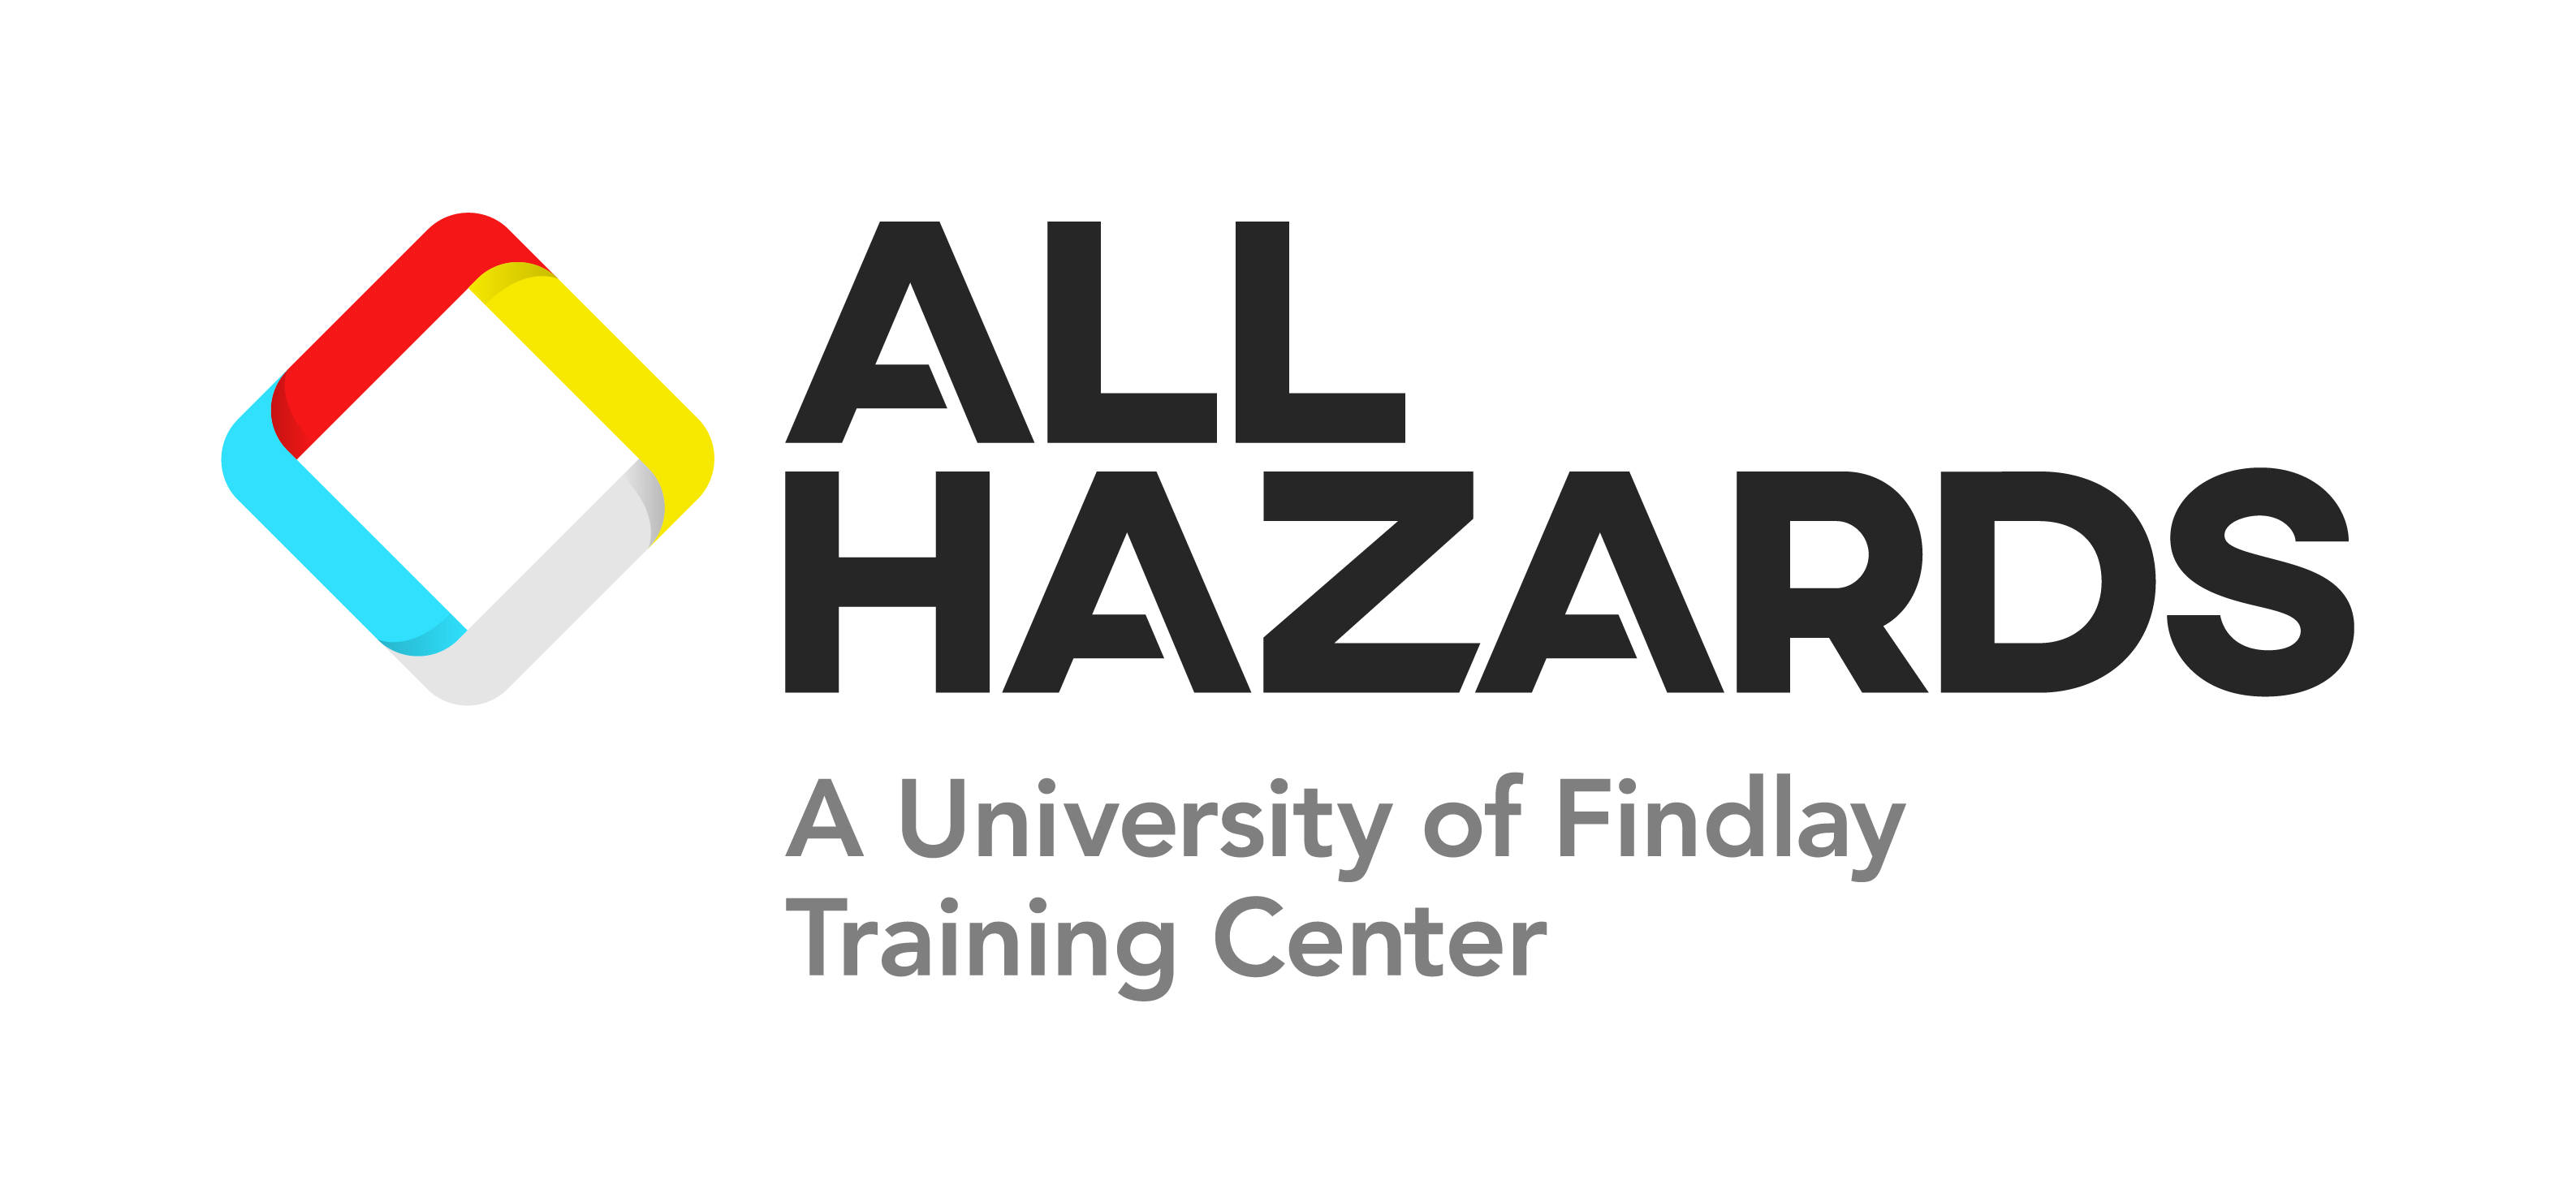 ALL
HAZARDS
A University of Findlay
Training Center